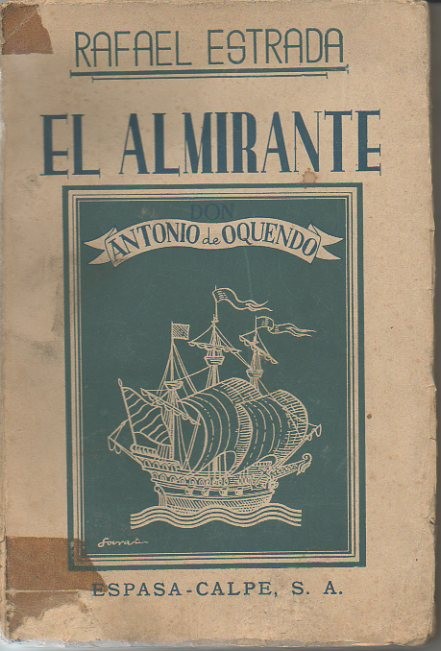 RAFAEL ESTRADA
EL ALMIRANTE
DON
ANTONIO de OQUENDO
ESPASA-CALPE, S. A.